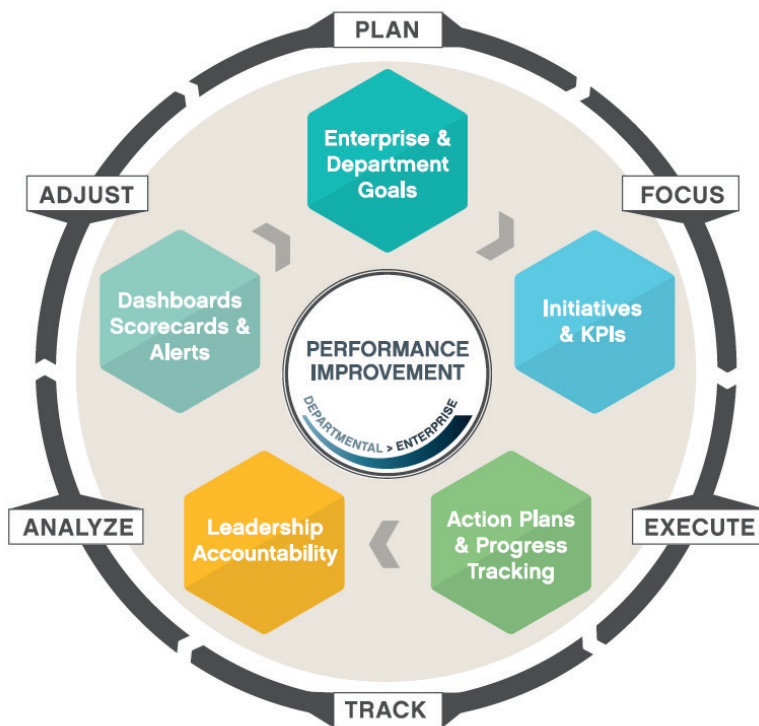 PLAN
FOCUS
EXECUTE
TRACK
ANALYZE
ADJUST
Enterprise &
Department
Goals
Initiatives
& KPIs
Action Plans
& Progress
Tracking
Leadership
Accountability
Dashboards
Scorecards &
Alerts
PERFORMANCE
IMPROVEMENT
DEPARTMENTAL > ENTERPRISE